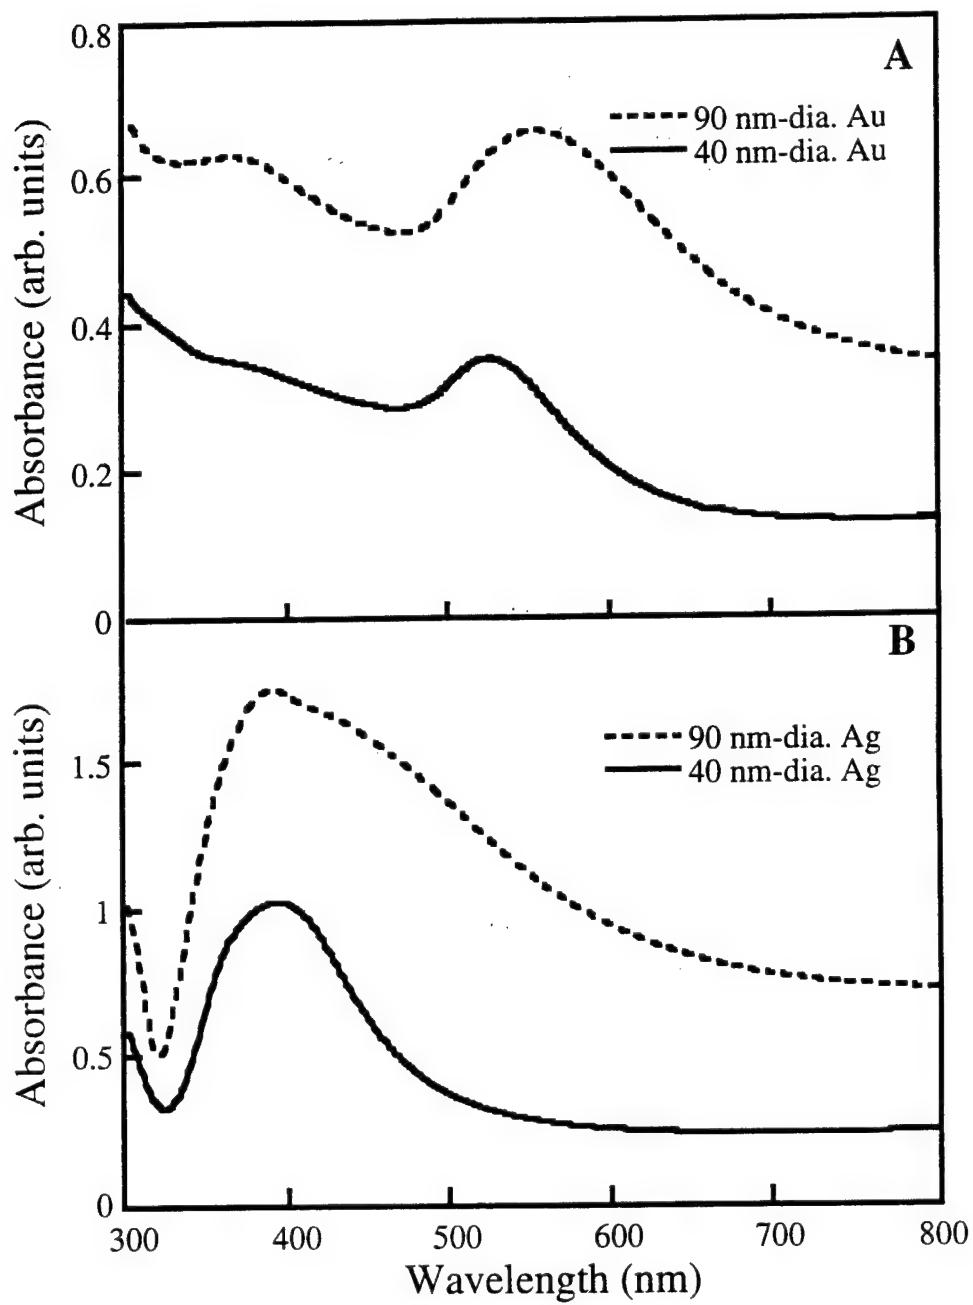 A
0.8
90 nm-dia. Au
40 nm-dia. Au
0.6
0.4
0.2
0
Absorbance (arb. units)
B
90 nm-dia. Ag
40 nm-dia. Ag
1.5
1
0.5
0
Absorbance (arb. units)
300 400 500 600 700 800
Wavelength (nm)